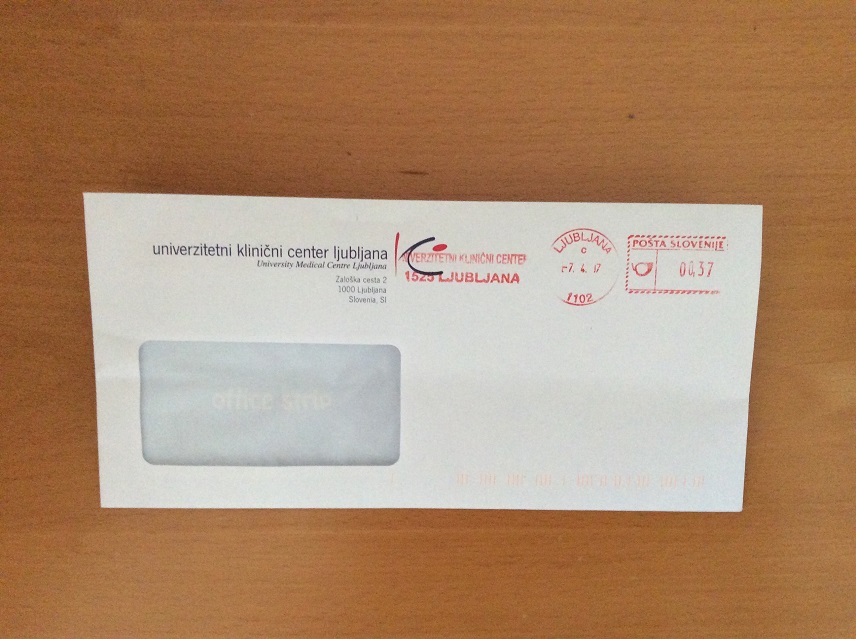 univerzitetni klinični center ljubljana
University Medical Centre Ljubljana
Zaloška cesta 2
1000 Ljubljana
Slovenia, SI
UNIVERZITETNI KLINIČNI CENTER
1525 LJUBLJANA
LJUBLJANA
c
-7. 4. 17
1102
POŠTA SLOVENIJE
00,37
office strip